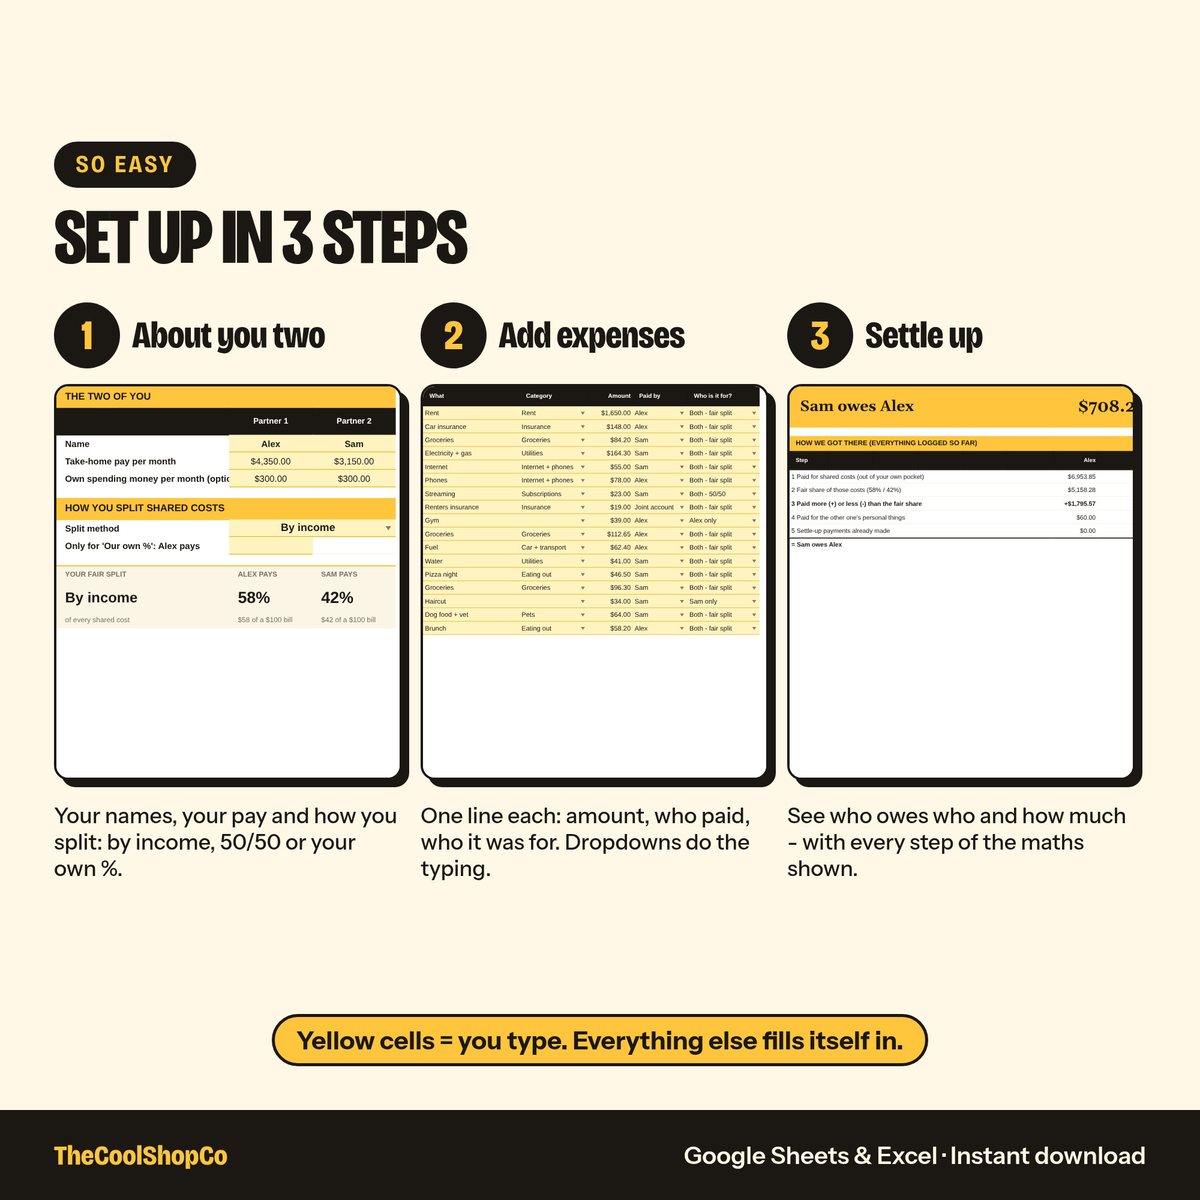 SO EASY
SET UP IN 3 STEPS
1 About you two
THE TWO OF YOU
Partner 1 Partner 2
Name Alex Sam
Take-home pay per month $4,350.00 $3,150.00
Own spending money per month (optic $300.00 $300.00
HOW YOU SPLIT SHARED COSTS
Split method By income
Only for 'Our own %': Alex pays
YOUR FAIR SPLIT ALEX PAYS SAM PAYS
By income 58% 42%
of every shared cost $58 of a $100 bill $42 of a $100 bill
Your names, your pay and how you
split: by income, 50/50 or your
own %.
2 Add expenses
What Category Amount Paid by Who is it for?
Rent Rent $1,650.00 Alex Both - fair split
Car insurance Insurance $148.00 Alex Both - fair split
Groceries Groceries $84.20 Sam Both - fair split
Electricity + gas Utilities $164.30 Sam Both - fair split
Internet Internet + phones $55.00 Sam Both - fair split
Phones Internet + phones $78.00 Alex Both - fair split
Streaming Subscriptions $23.00 Sam Both - 50/50
Renters insurance Insurance $19.00 Joint account Both - fair split
Gym $39.00 Alex Alex only
Groceries Groceries $112.65 Alex Both - fair split
Fuel Car + transport $62.40 Alex Both - fair split
Water Utilities $41.00 Sam Both - fair split
Pizza night Eating out $46.50 Sam Both - fair split
Groceries Groceries $96.30 Sam Both - fair split
Haircut $34.00 Sam Sam only
Dog food + vet Pets $64.00 Sam Both - fair split
Brunch Eating out $58.20 Alex Both - fair split
One line each: amount, who paid,
who it was for. Dropdowns do the
typing.
3 Settle up
Sam owes Alex $708.2
HOW WE GOT THERE (EVERYTHING LOGGED SO FAR)
Step Alex
1 Paid for shared costs (out of your own pocket) $6,953.85
2 Fair share of those costs (58% / 42%) $5,158.28
3 Paid more (+) or less (-) than the fair share +$1,795.57
4 Paid for the other one's personal things $60.00
5 Settle-up payments already made $0.00
= Sam owes Alex
See who owes who and how much
- with every step of the maths
shown.
Yellow cells = you type. Everything else fills itself in.
TheCoolShopCo
Google Sheets & Excel · Instant download